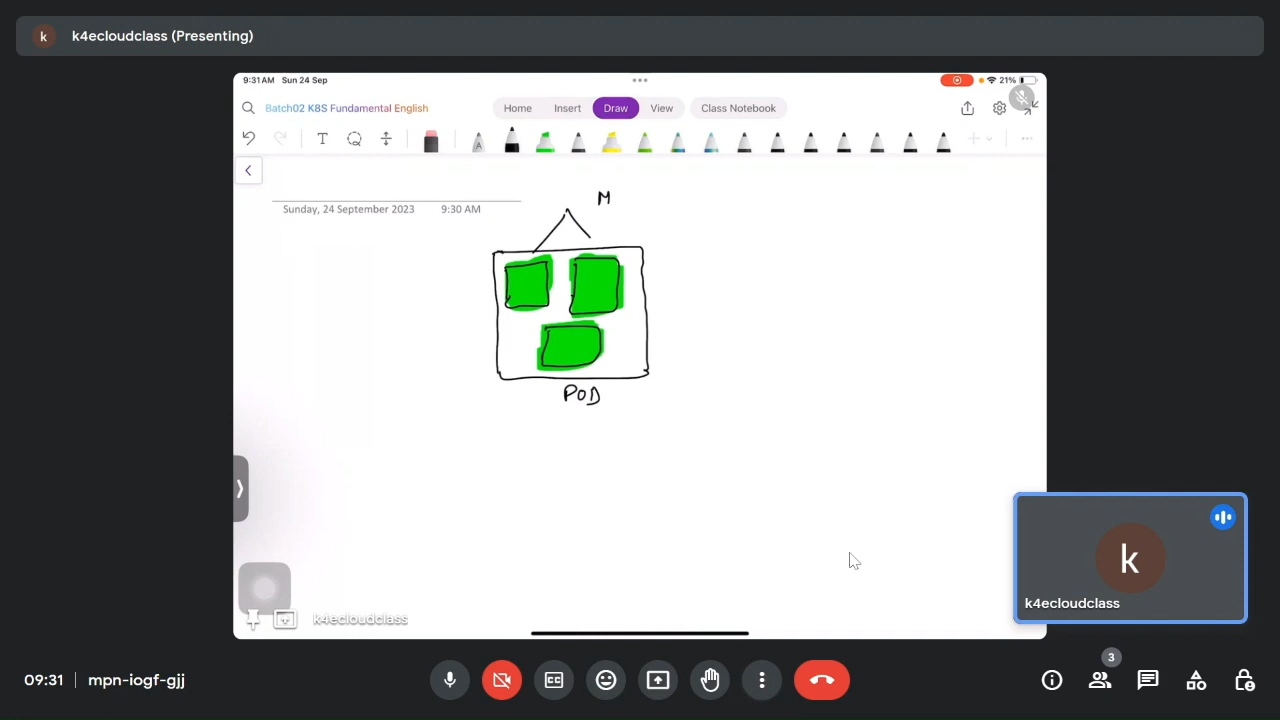 k
k4ecloudclass (Presenting)
9:31 AM Sun 24 Sep
21%
Batch02 K8S Fundamental English
Home Insert Draw View Class Notebook
T
A
Sunday, 24 September 2023 9:30 AM
M
POD
k
k4ecloudclass
k4ecloudclass
09:31 mpn-iogf-gjj
CC
3